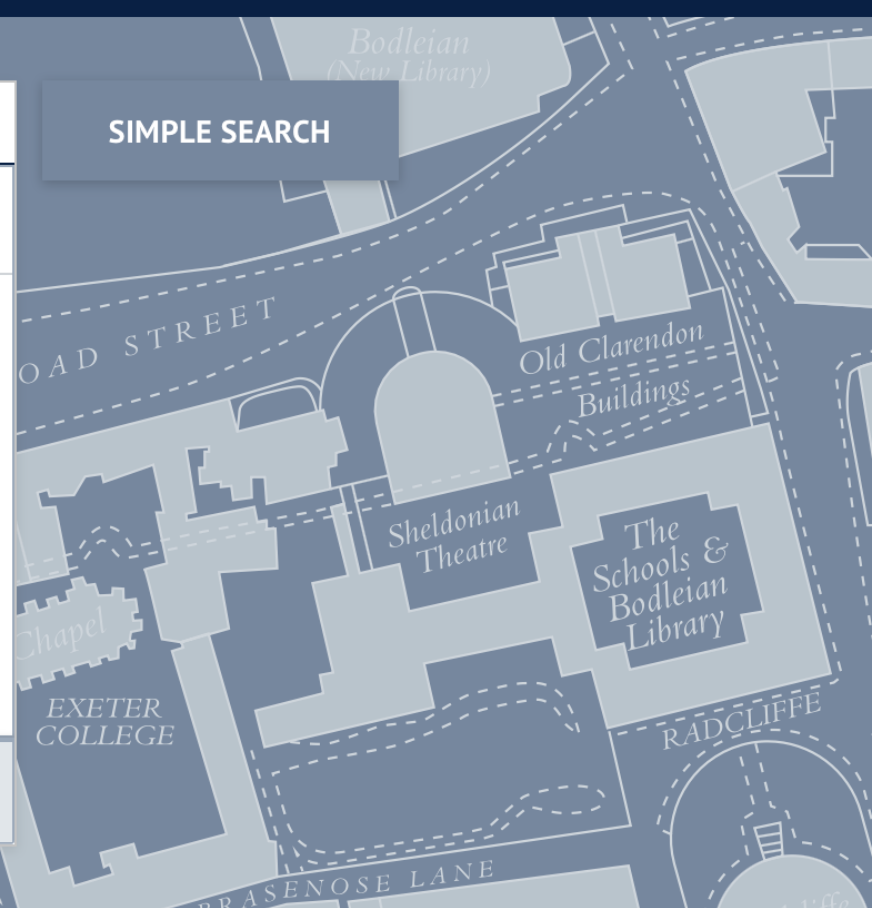 Bodleian
(New Library)
SIMPLE SEARCH
OAD STREET
Old Clarendon
Buildings
Sheldonian
Theatre
The
Schools &
Bodleian
Library
Chapel
EXETER
COLLEGE
RADCLIFFE
BRASENOSE LANE